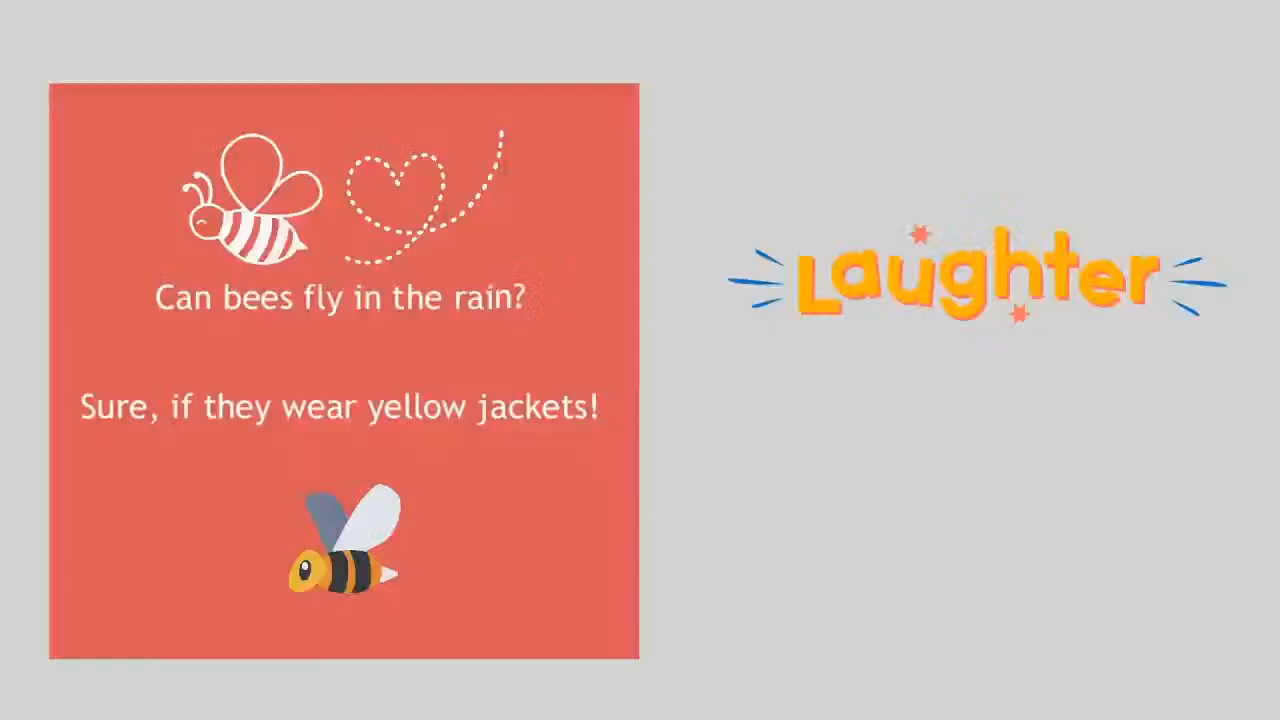 Can bees fly in the rain?
Sure, if they wear yellow jackets!
Laughter